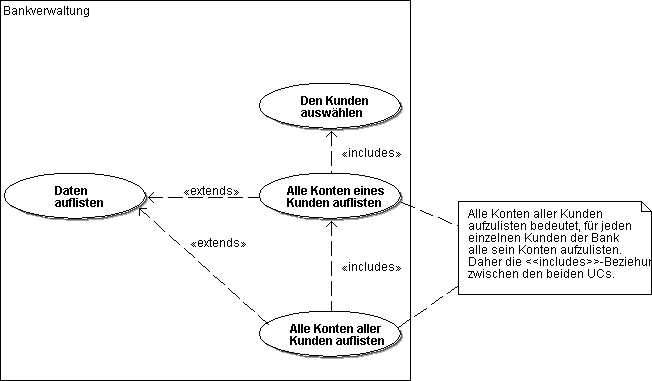 Bankverwaltung
Den Kunden
auswählen
«includes»
Daten
auflisten
«extends»
Alle Konten eines
Kunden auflisten
«extends»
«includes»
Alle Konten aller
Kunden auflisten
Alle Konten aller Kunden
aufzulisten bedeutet, für jeden
einzelnen Kunden der Bank
alle sein Konten aufzulisten.
Daher die <<includes>>-Beziehun
zwischen den beiden UCs.